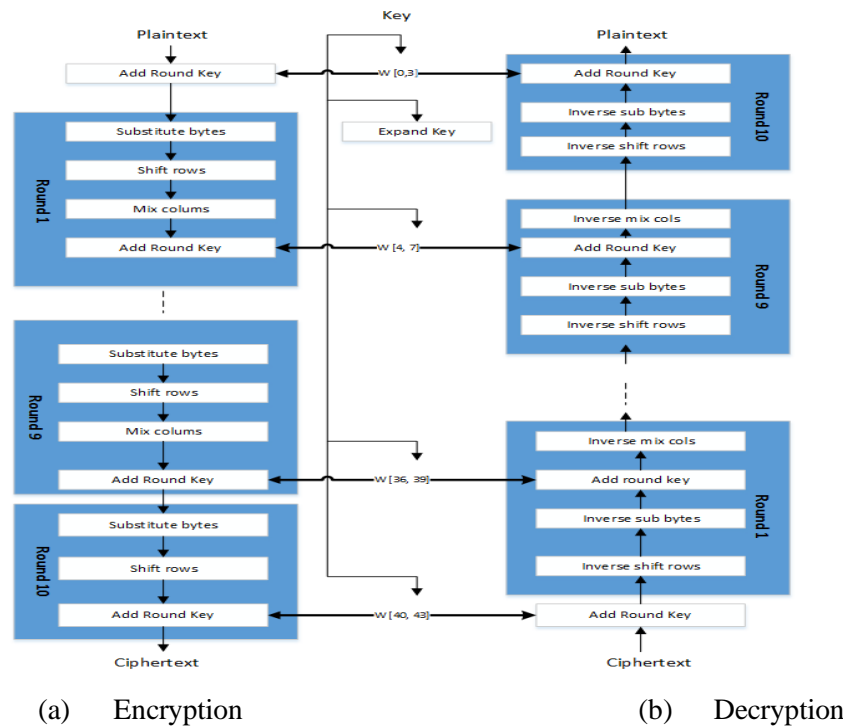 Key
Plaintext
Add Round Key
Round 1
Substitute bytes
Shift rows
Mix colums
Add Round Key
Round 9
Substitute bytes
Shift rows
Mix colums
Add Round Key
Round 10
Substitute bytes
Shift rows
Add Round Key
Ciphertext
W [0,3]
Expand Key
W [4, 7]
W [36, 39]
W [40, 43]
Plaintext
Add Round Key
Inverse sub bytes
Inverse shift rows
Round 10
Inverse mix cols
Add Round Key
Inverse sub bytes
Inverse shift rows
Round 9
Inverse mix cols
Add round key
Inverse sub bytes
Inverse shift rows
Round 1
Add Round Key
Ciphertext
(a) Encryption
(b) Decryption